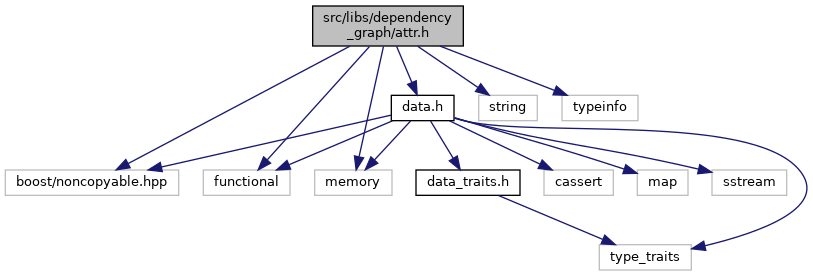 src/libs/dependency
_graph/attr.h
data.h
string
typeinfo
boost/noncopyable.hpp
functional
memory
data_traits.h
cassert
map
sstream
type_traits